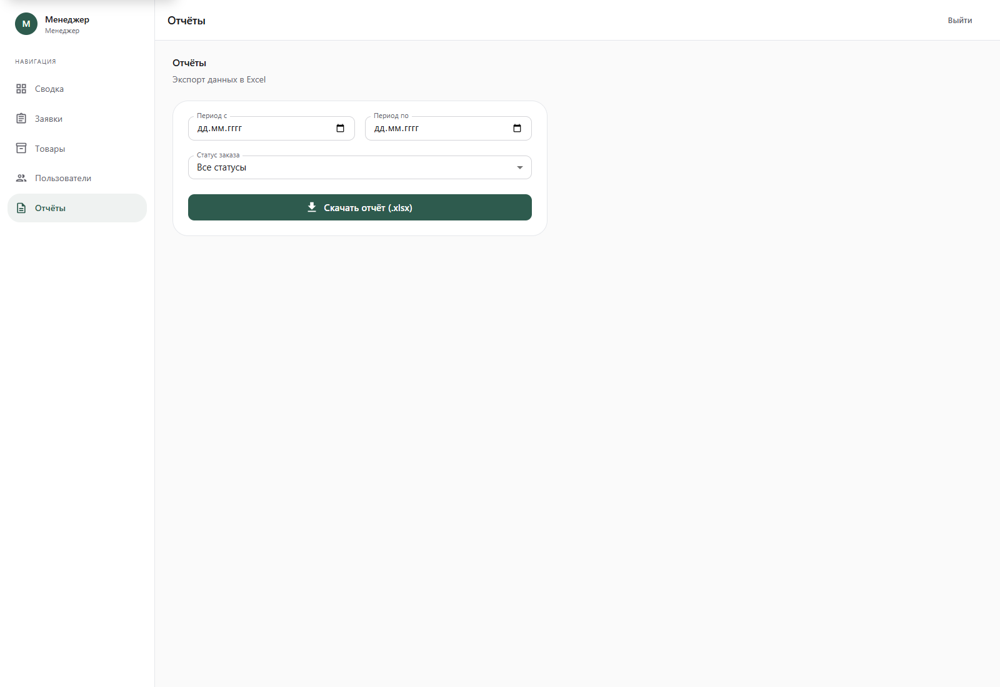 М
Менеджер
Менеджер
НАВИГАЦИЯ
Сводка
Заявки
Товары
Пользователи
Отчёты
Отчёты
Выйти
Отчёты
Экспорт данных в Excel
Период с
дд.мм.гггг
Период по
дд.мм.гггг
Статус заказа
Все статусы
Скачать отчёт (.xlsx)